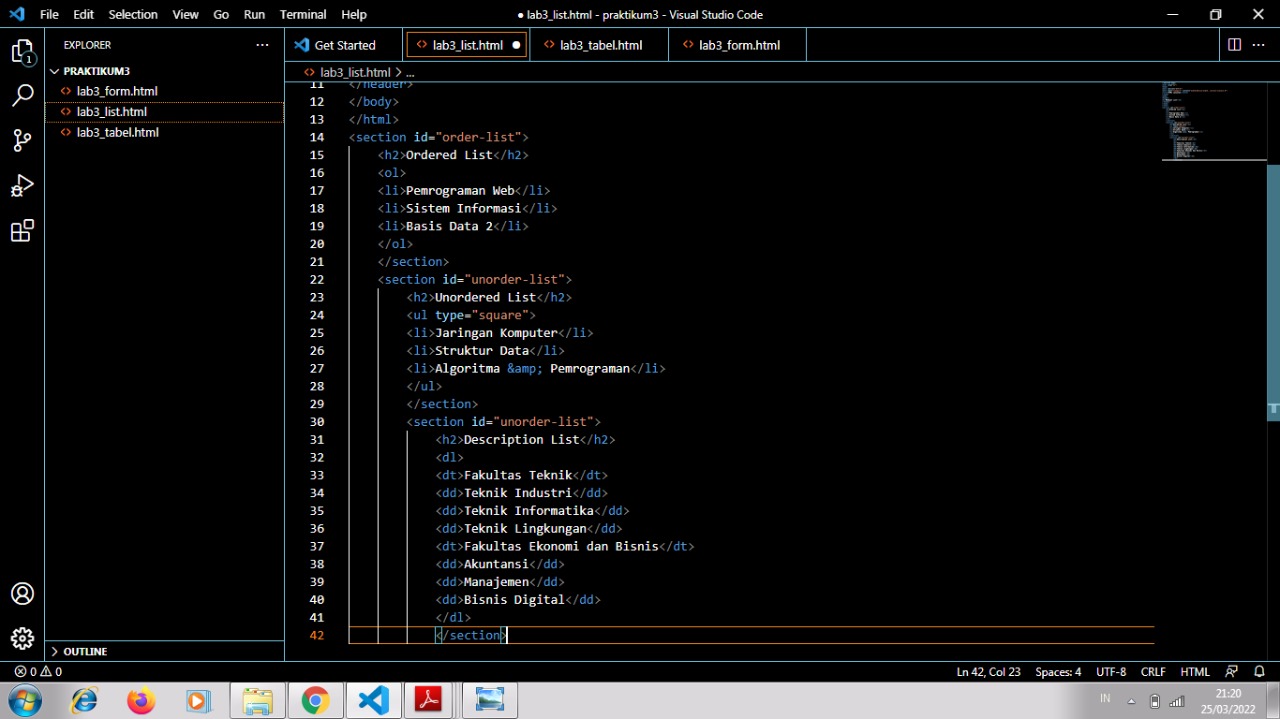 File Edit Selection View Go Run Terminal Help ● lab3_list.html - praktikum3 - Visual Studio Code
EXPLORER ···
Get Started
<> lab3_list.html ●
<> lab3_tabel.html
<> lab3_form.html
PRAKTIKUM3
<> lab3_form.html
<> lab3_list.html
<> lab3_tabel.html
<> lab3_list.html > ...
11 </header>
12 </body>
13 </html>
14 <section id="order-list">
15 <h2>Ordered List</h2>
16 <ol>
17 <li>Pemrograman Web</li>
18 <li>Sistem Informasi</li>
19 <li>Basis Data 2</li>
20 </ol>
21 </section>
22 <section id="unorder-list">
23 <h2>Unordered List</h2>
24 <ul type="square">
25 <li>Jaringan Komputer</li>
26 <li>Struktur Data</li>
27 <li>Algoritma &amp; Pemrograman</li>
28 </ul>
29 </section>
30 <section id="unorder-list">
31 <h2>Description List</h2>
32 <dl>
33 <dt>Fakultas Teknik</dt>
34 <dd>Teknik Industri</dd>
35 <dd>Teknik Informatika</dd>
36 <dd>Teknik Lingkungan</dd>
37 <dt>Fakultas Ekonomi dan Bisnis</dt>
38 <dd>Akuntansi</dd>
39 <dd>Manajemen</dd>
40 <dd>Bisnis Digital</dd>
41 </dl>
42 </section>
1
OUTLINE
0 0
Ln 42, Col 23 Spaces: 4 UTF-8 CRLF HTML
IN
21:20
25/03/2022